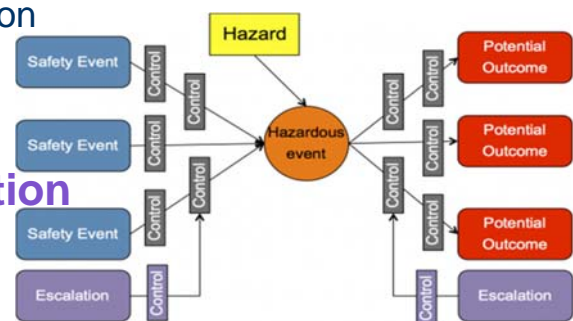 on
Hazard
Safety Event
Control
Control
Hazardous
event
Control
Control
Potential
Outcome
Safety Event
Control
Control
Control
Potential
Outcome
tion
Safety Event
Control
Control
Control
Potential
Outcome
Escalation
Control
Control
Escalation